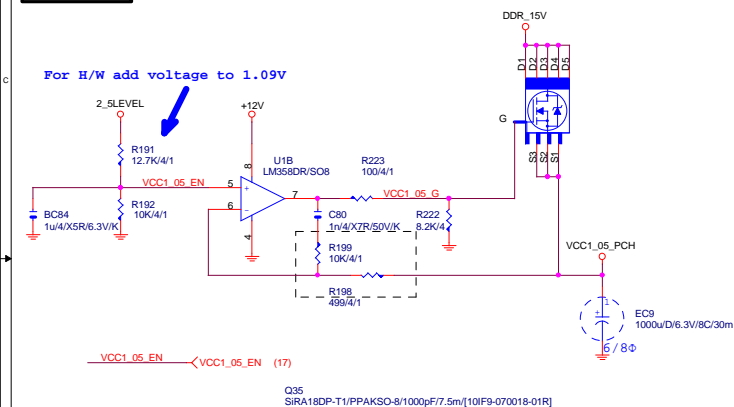 DDR_15V
D1
D2
D3
D4
D5
C
For H/W add voltage to 1.09V
2_5LEVEL
+12V
G
S3
S2
S1
R191
12.7K/4/1
U1B
LM358DR/SO8
R223
100/4/1
8
VCC1_05_EN
5
+
7
VCC1_05_G
6
−
4
R192
10K/4/1
BC84
1u/4/X5R/6.3V/K
C80
1n/4/X7R/50V/K
R222
8.2K/4
R199
10K/4/1
VCC1_05_PCH
R198
499/4/1
1
+
EC9
1000u/D/6.3V/8C/30m
6/8Φ
VCC1_05_EN
VCC1_05_EN (17)
Q35
SiRA18DP-T1/PPAKSO-8/1000pF/7.5m/[10IF9-070018-01R]